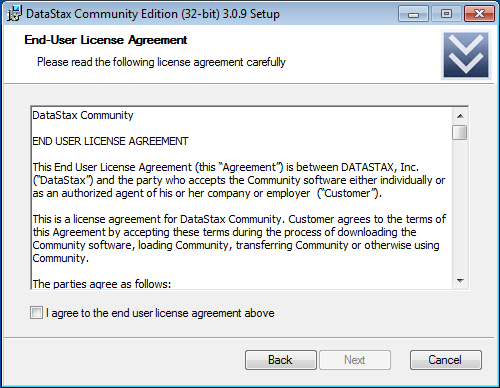 DataStax Community Edition (32-bit) 3.0.9 Setup
End-User License Agreement
Please read the following license agreement carefully
DataStax Community
END USER LICENSE AGREEMENT
This End User License Agreement (this “Agreement”) is between DATASTAX, Inc.
(“DataStax”) and the party who accepts the Community software either individually or
as an authorized agent of his or her company or employer  (“Customer”).
This is a license agreement for DataStax Community. Customer agrees to the terms of
this Agreement by accepting these terms during the process of downloading the
Community software, loading Community, transferring Community or otherwise using
Community.
The parties agree as follows:
I agree to the end user license agreement above
Back Next Cancel